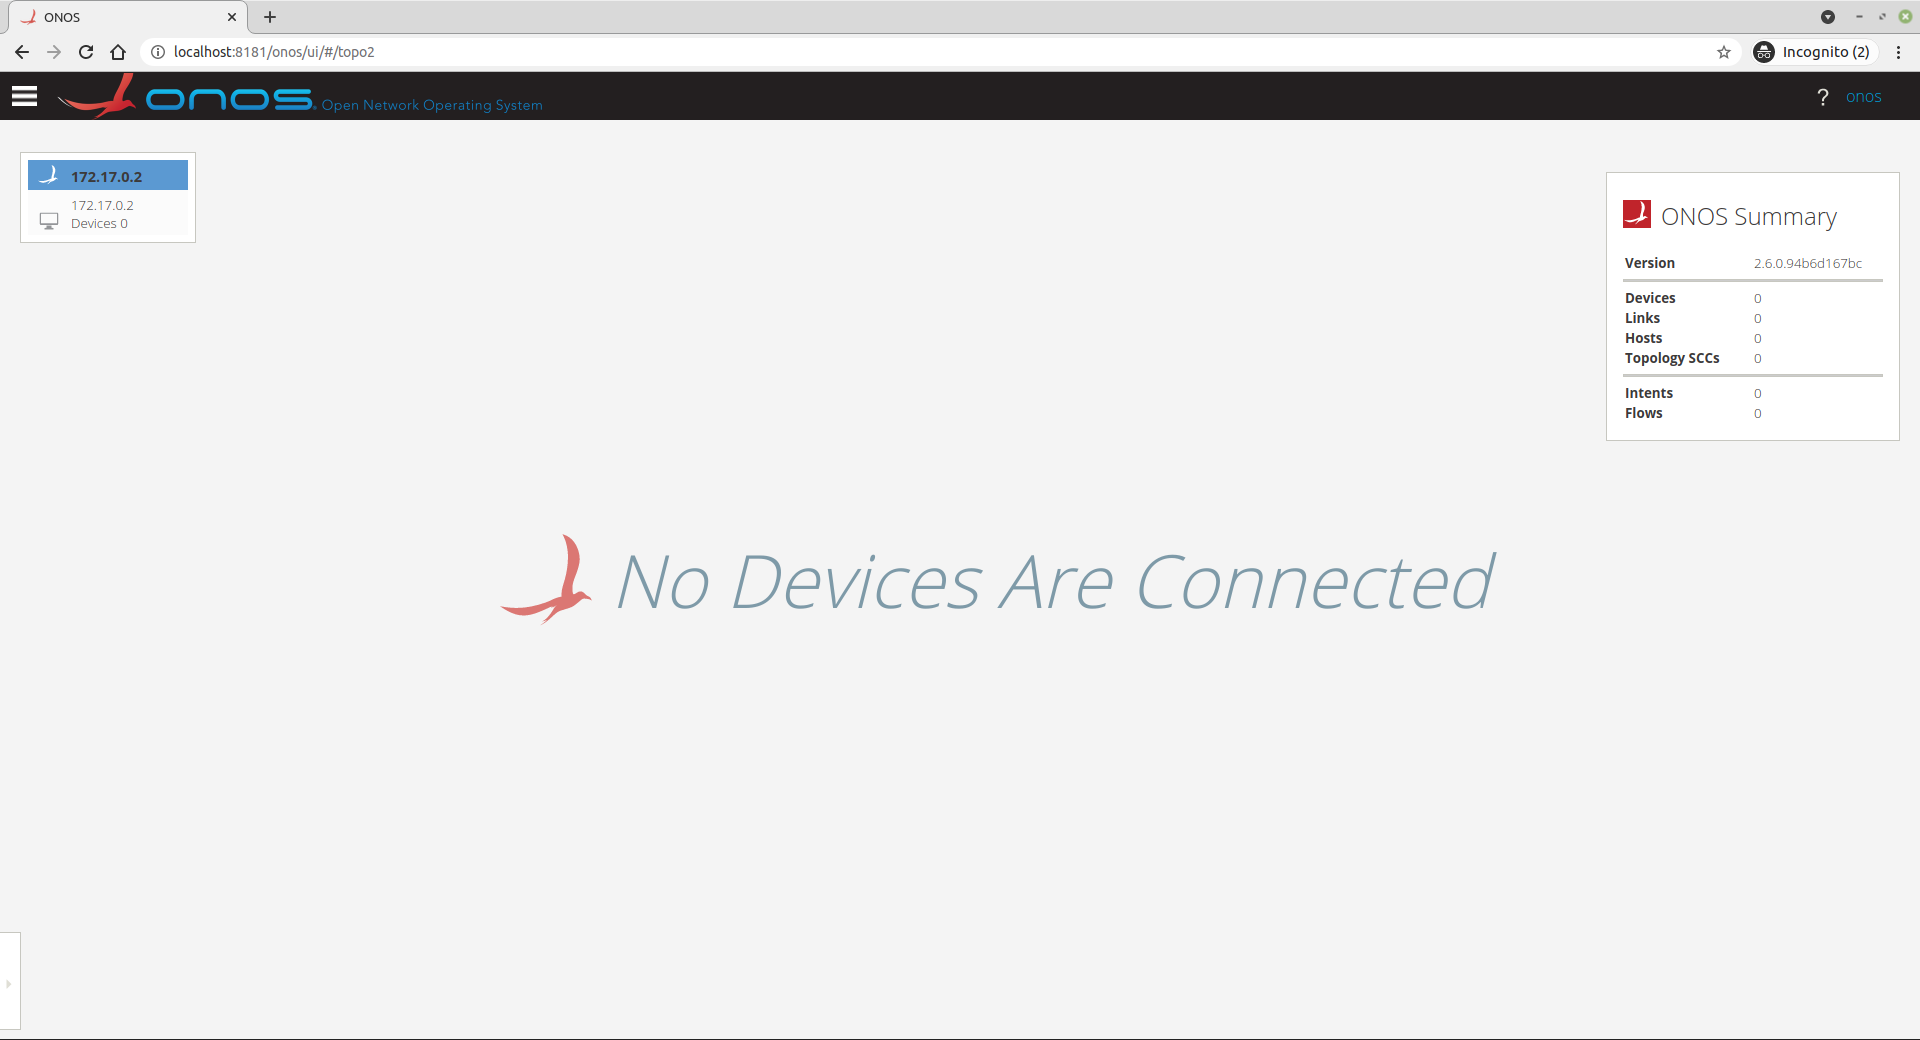 ONOS
localhost:8181/onos/ui/#/topo2
Incognito (2)
onos Open Network Operating System
? onos
172.17.0.2
172.17.0.2
Devices 0
ONOS Summary
Version 2.6.0.94b6d167bc
Devices 0
Links 0
Hosts 0
Topology SCCs 0
Intents 0
Flows 0
No Devices Are Connected